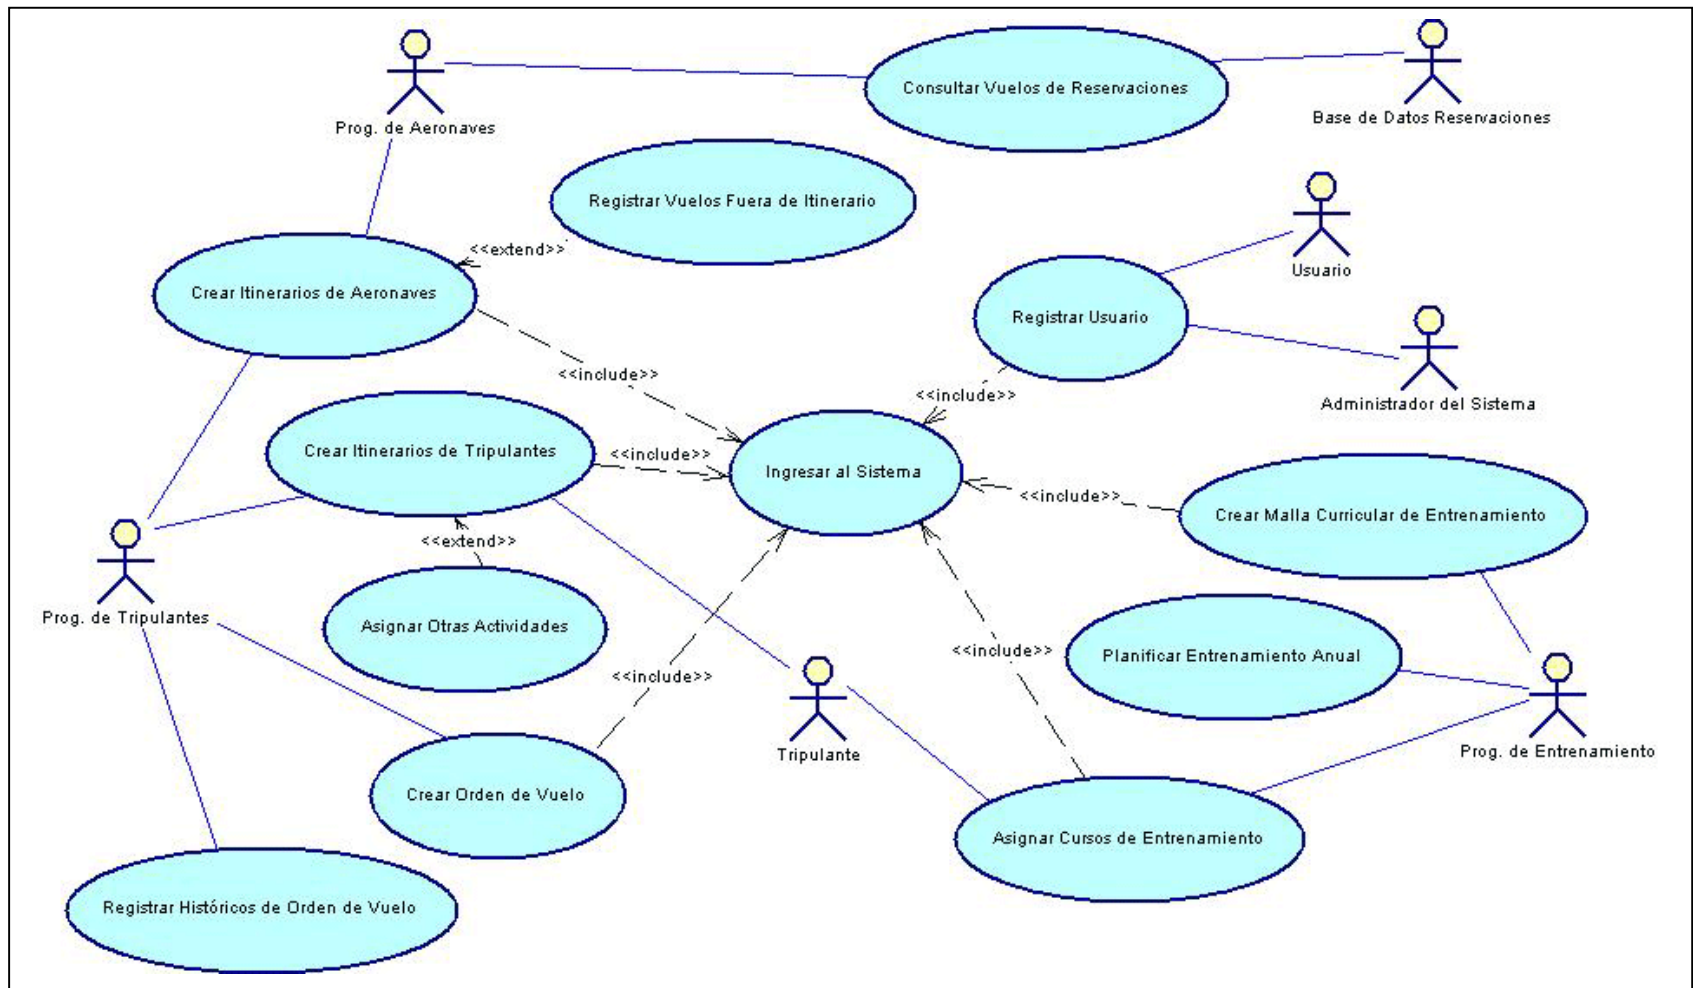 Consultar Vuelos de Reservaciones
Base de Datos Reservaciones
Prog. de Aeronaves
Registrar Vuelos Fuera de Itinerario
<<extend>>
Usuario
Crear Itinerarios de Aeronaves
Registrar Usuario
<<include>>
<<include>>
Administrador del Sistema
Crear Itinerarios de Tripulantes
<<include>>
Ingresar al Sistema
<<include>>
Crear Malla Curricular de Entrenamiento
<<extend>>
Prog. de Tripulantes
Asignar Otras Actividades
<<include>>
Planificar Entrenamiento Anual
<<include>>
Tripulante
Prog. de Entrenamiento
Crear Orden de Vuelo
Asignar Cursos de Entrenamiento
Registrar Históricos de Orden de Vuelo